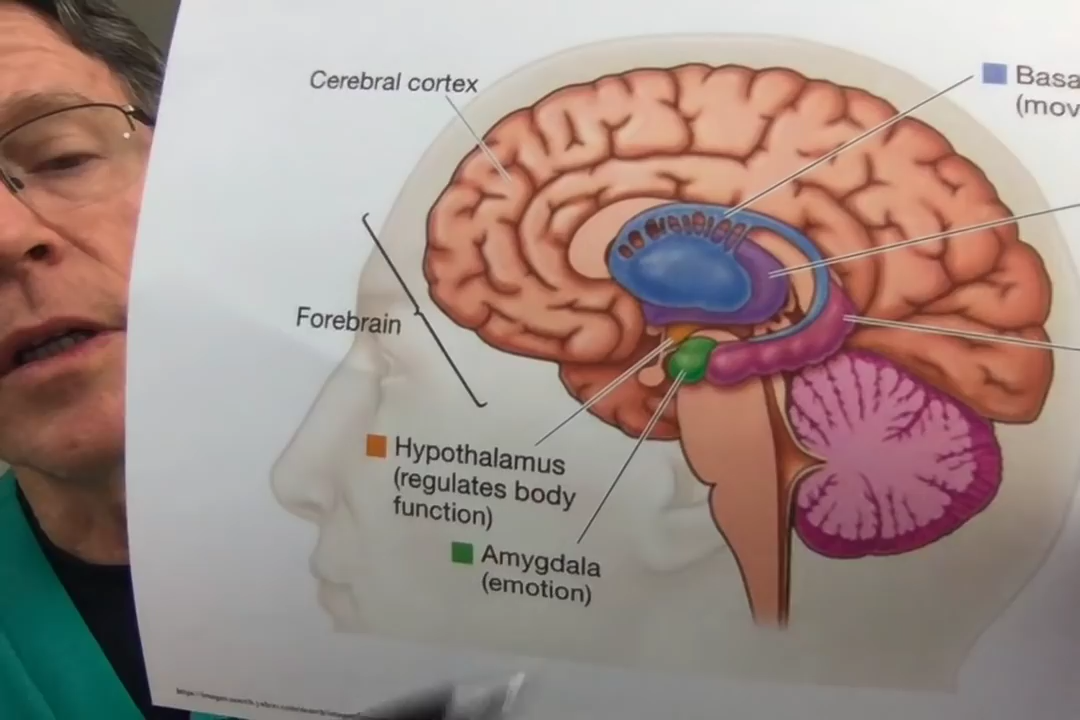 Cerebral cortex
Basa
(mov
Forebrain
Hypothalamus
(regulates body
function)
Amygdala
(emotion)